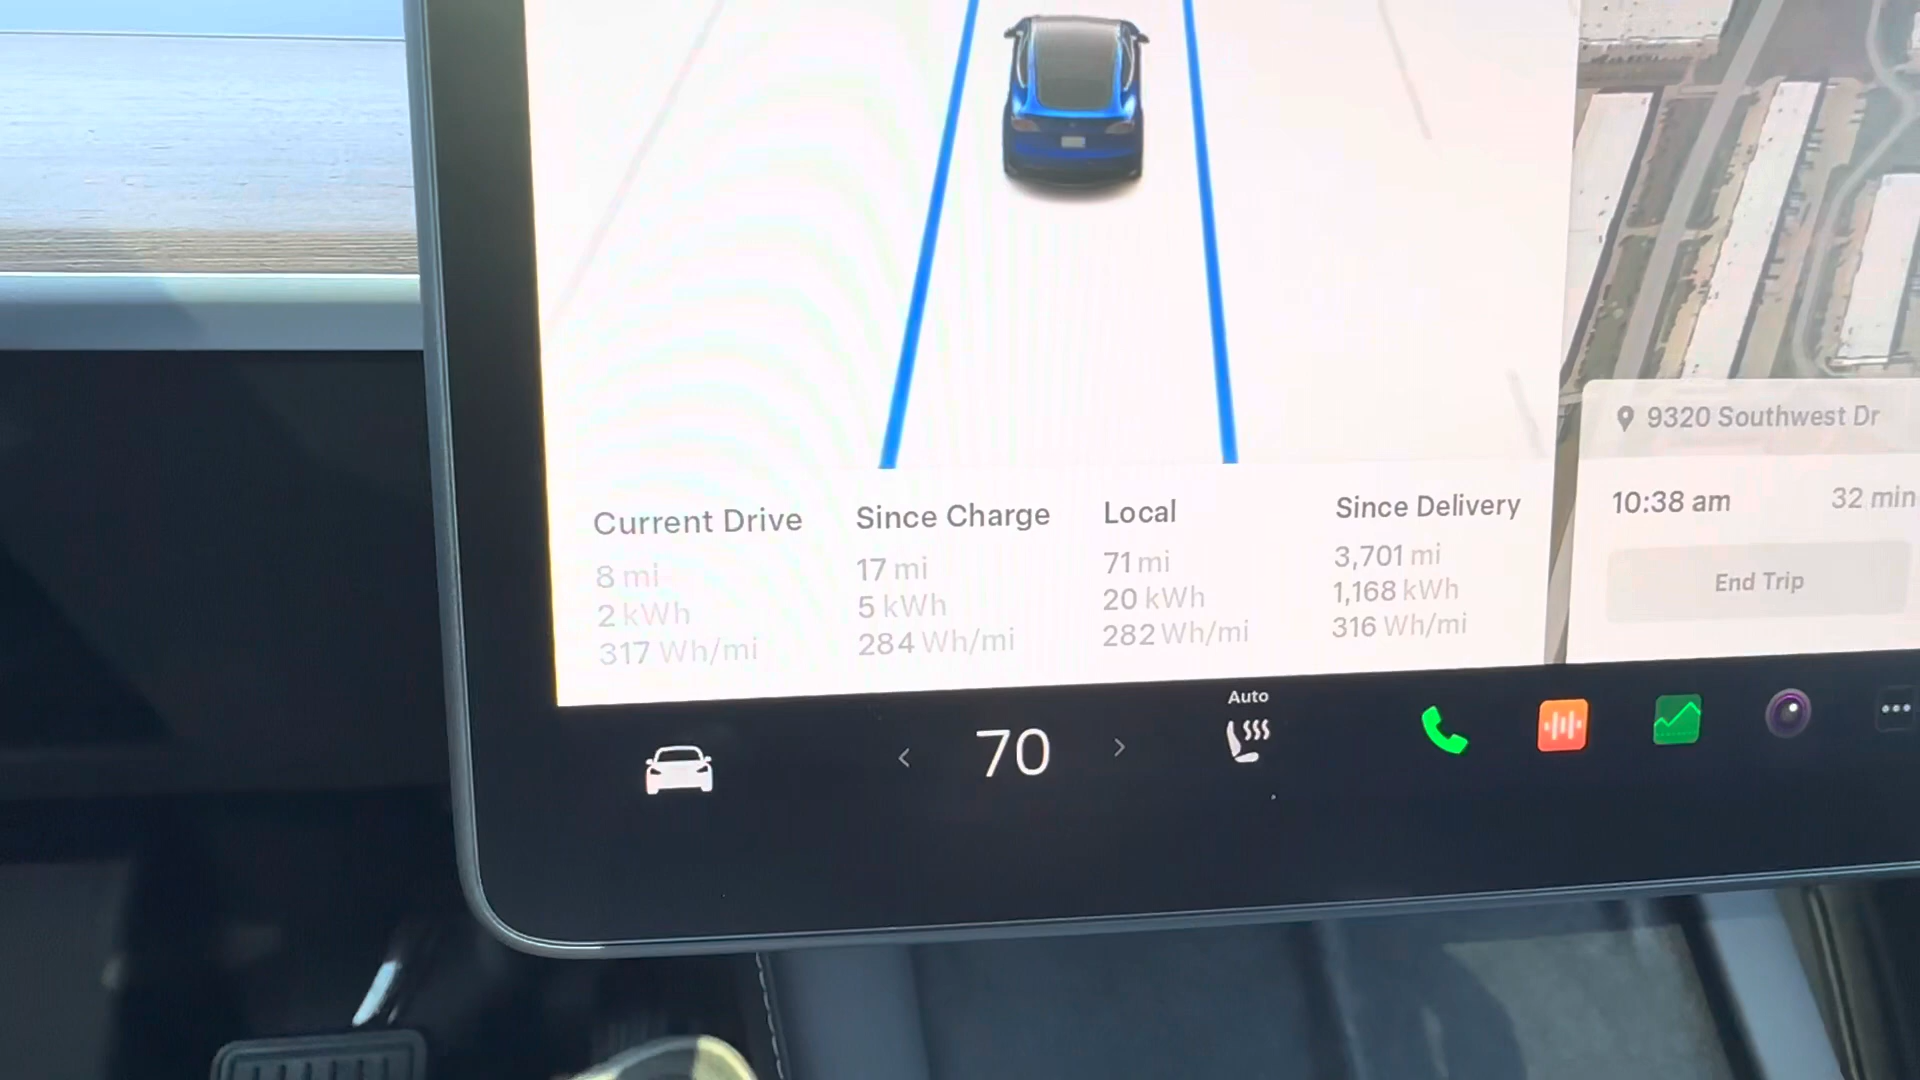 Current Drive
8 mi
2 kWh
317 Wh/mi
Since Charge
17 mi
5 kWh
284 Wh/mi
Local
71 mi
20 kWh
282 Wh/mi
Since Delivery
3,701 mi
1,168 kWh
316 Wh/mi
9320 Southwest Dr
10:38 am 32 min
End Trip
70
Auto